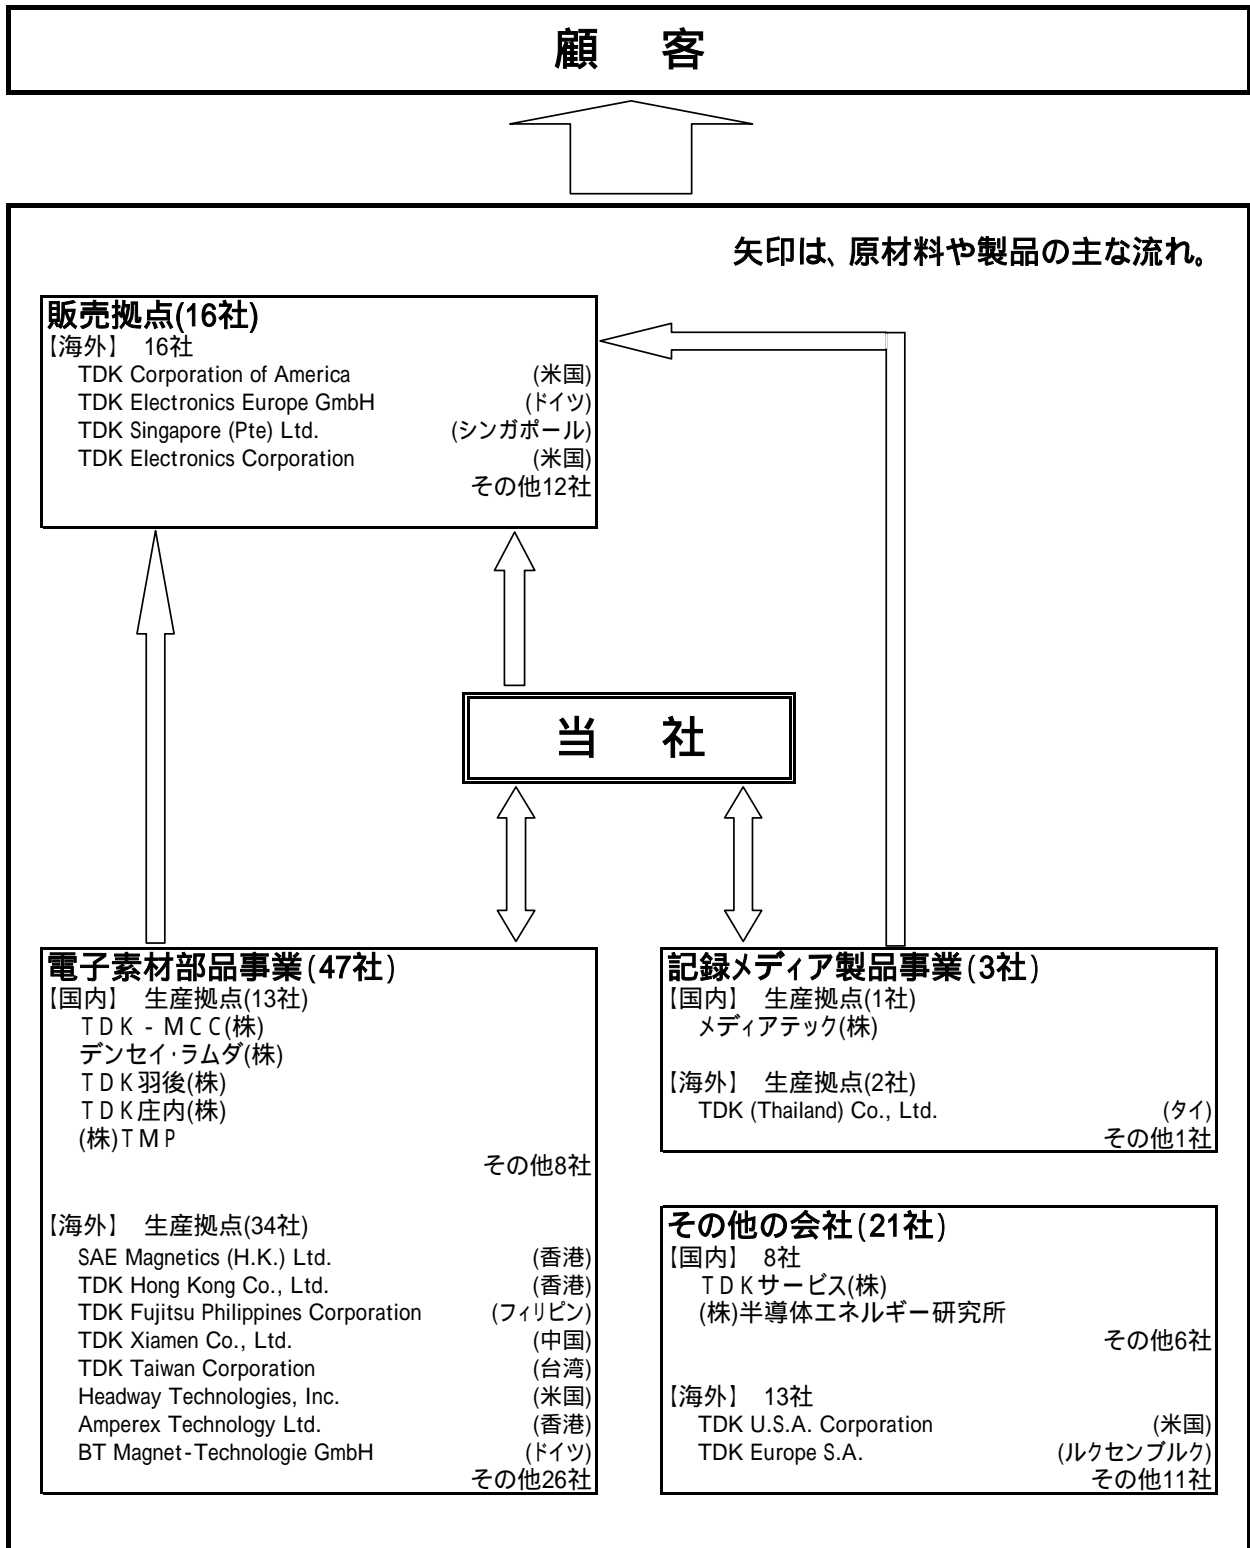 顧　客
矢印は、原材料や製品の主な流れ。
販売拠点(16社)
【海外】 16社
TDK Corporation of America (米国)
TDK Electronics Europe GmbH (ドイツ)
TDK Singapore (Pte) Ltd. (シンガポール)
TDK Electronics Corporation (米国)
その他12社
当　社
電子素材部品事業(47社)
【国内】 生産拠点(13社)
TDK-MCC(株)
デンセイ・ラムダ(株)
TDK羽後(株)
TDK庄内(株)
(株)TMP
その他8社
【海外】 生産拠点(34社)
SAE Magnetics (H.K.) Ltd. (香港)
TDK Hong Kong Co., Ltd. (香港)
TDK Fujitsu Philippines Corporation (フィリピン)
TDK Xiamen Co., Ltd. (中国)
TDK Taiwan Corporation (台湾)
Headway Technologies, Inc. (米国)
Amperex Technology Ltd. (香港)
BT Magnet-Technologie GmbH (ドイツ)
その他26社
記録メディア製品事業(3社)
【国内】 生産拠点(1社)
メディアテック(株)
【海外】 生産拠点(2社)
TDK (Thailand) Co., Ltd. (タイ)
その他1社
その他の会社(21社)
【国内】 8社
TDKサービス(株)
(株)半導体エネルギー研究所
その他6社
【海外】 13社
TDK U.S.A. Corporation (米国)
TDK Europe S.A. (ルクセンブルク)
その他11社